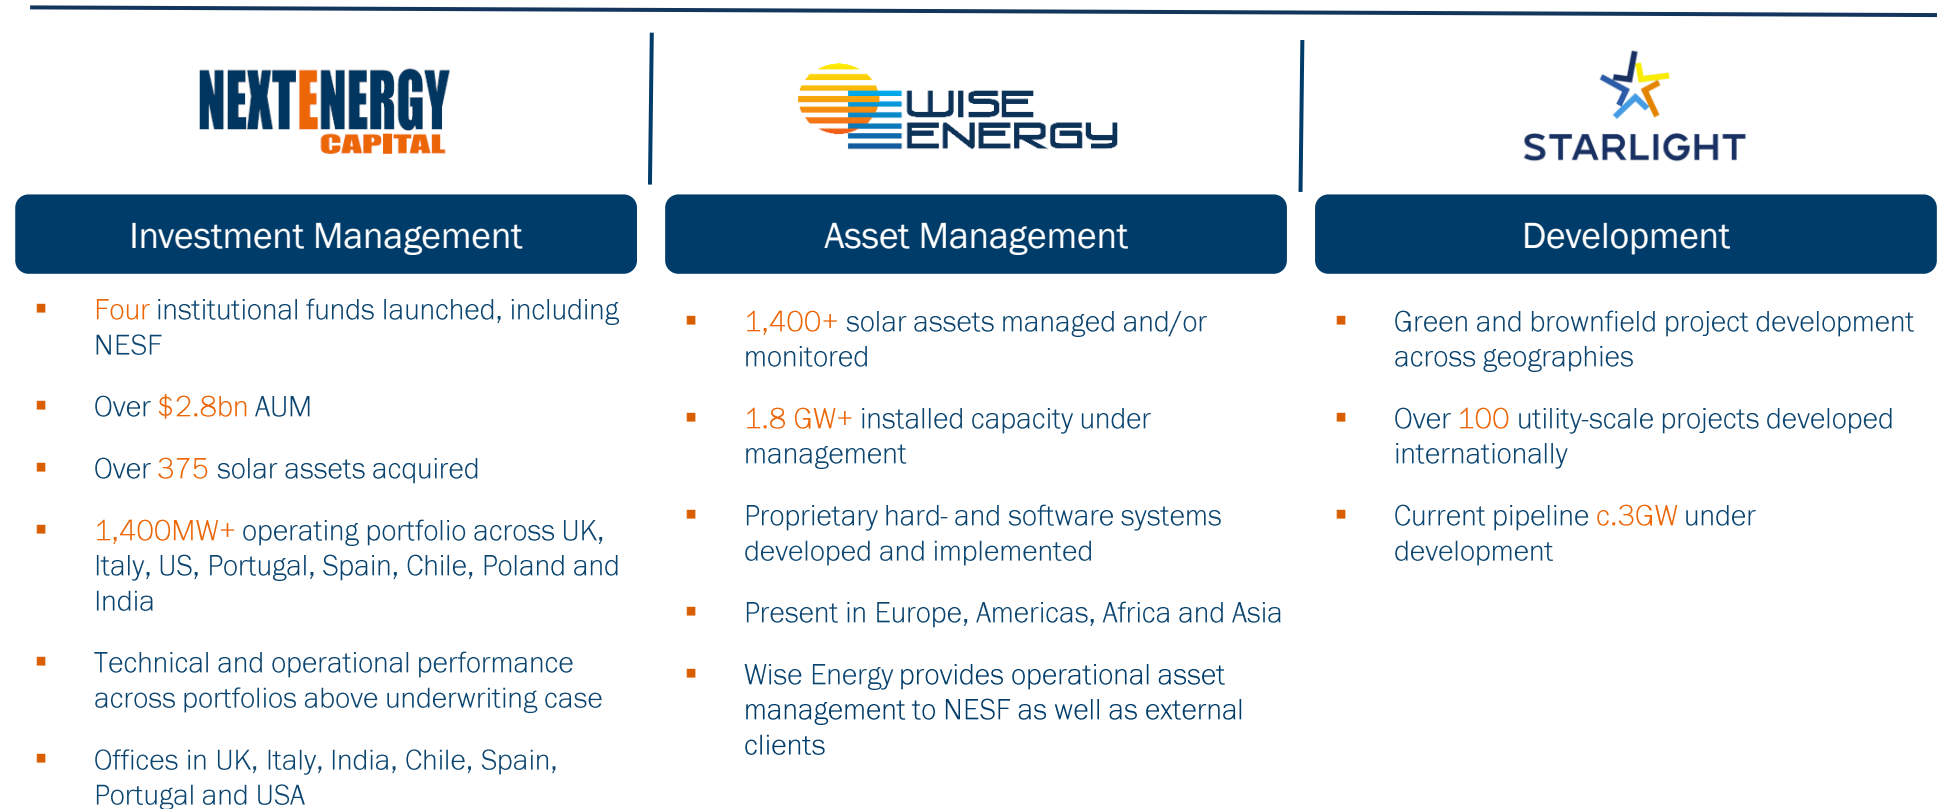 NEXTENERGY
CAPITAL
Investment Management
Four institutional funds launched, including
NESF
Over $2.8bn AUM
Over 375 solar assets acquired
1,400MW+ operating portfolio across UK,
Italy, US, Portugal, Spain, Chile, Poland and
India
Technical and operational performance
across portfolios above underwriting case
Offices in UK, Italy, India, Chile, Spain,
Portugal and USA
WISE
ENERGY
Asset Management
1,400+ solar assets managed and/or
monitored
1.8 GW+ installed capacity under
management
Proprietary hard- and software systems
developed and implemented
Present in Europe, Americas, Africa and Asia
Wise Energy provides operational asset
management to NESF as well as external
clients
STARLIGHT
Development
Green and brownfield project development
across geographies
Over 100 utility-scale projects developed
internationally
Current pipeline c.3GW under
development